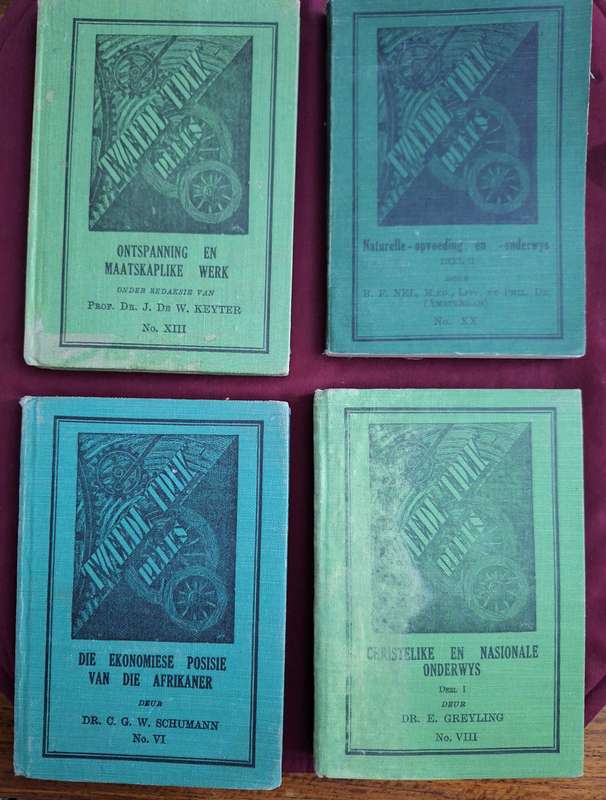 TWEEDE TREK
REEKS
ONTSPANNING EN
MAATSKAPLIKE WERK
ONDER REDAKSIE VAN
PROF. DR. J. DE W. KEYTER
No. XIII
TWEEDE TREK
REEKS
Naturelle-opvoeding en -onderwys
DEEL II
DEUR
B. F. NEL, M.ED., LITT. ET PHIL. DR.
(AMSTERDAM)
No. XX
TWEEDE TREK
REEKS
DIE EKONOMIESE POSISIE
VAN DIE AFRIKANER
DEUR
DR. C. G. W. SCHUMANN
No. VI
TREK
REEKS
CHRISTELIKE EN NASIONALE
ONDERWYS
DEEL I
DEUR
DR. E. GREYLING
No. VIII